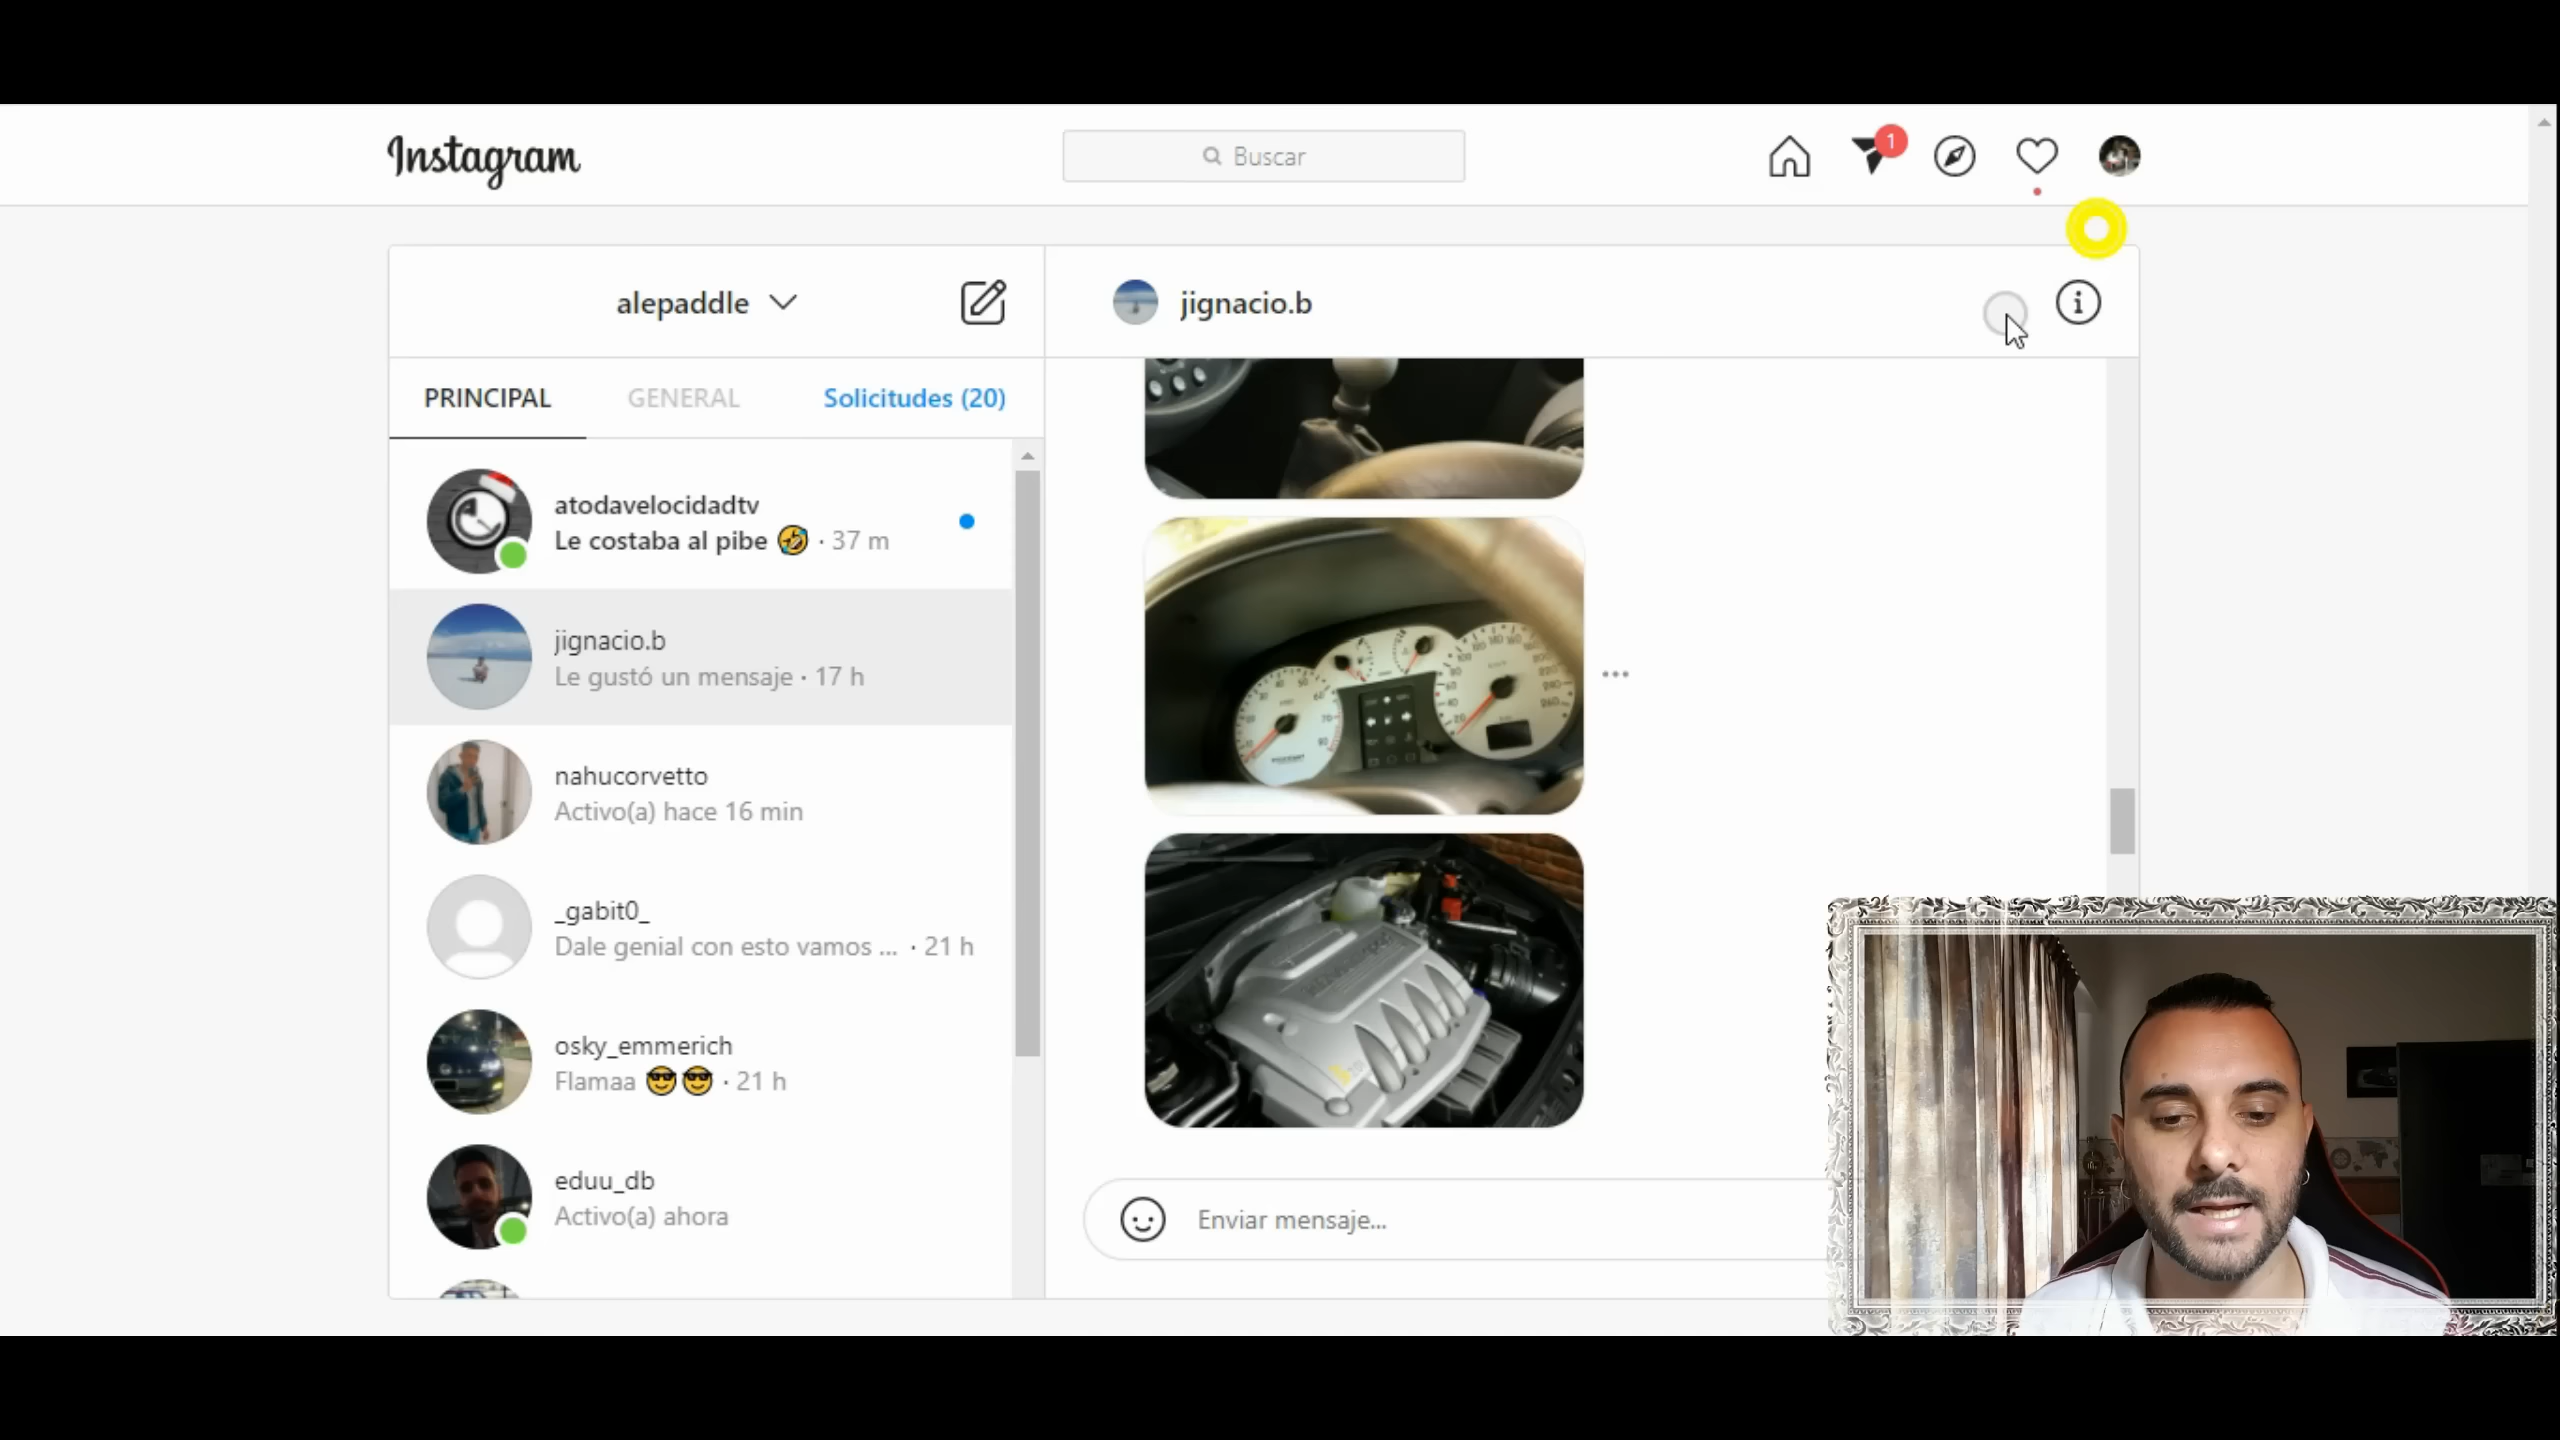 Instagram
Buscar
1
alepaddle
jignacio.b
PRINCIPAL
GENERAL
Solicitudes (20)
atodavelocidadtv
Le costaba al pibe 🤣 · 37 m
jignacio.b
Le gustó un mensaje · 17 h
nahucorvetto
Activo(a) hace 16 min
_gabit0_
Dale genial con esto vamos ... · 21 h
osky_emmerich
Flamaa 😎😎 · 21 h
eduu_db
Activo(a) ahora
Enviar mensaje...